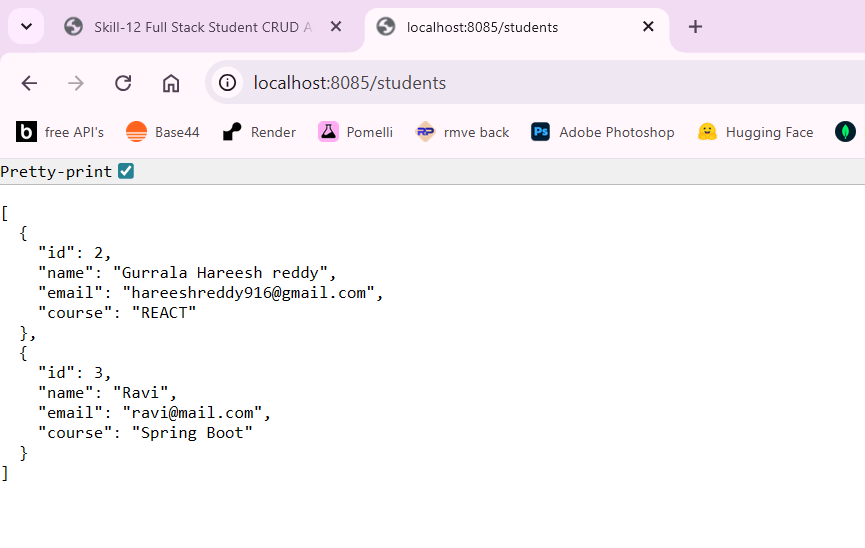 Skill-12 Full Stack Student CRUD A
localhost:8085/students
localhost:8085/students
free API's
Base44
Render
Pomelli
rmve back
Adobe Photoshop
Hugging Face
Pretty-print
[
  {
    "id": 2,
    "name": "Gurrala Hareesh reddy",
    "email": "hareeshreddy916@gmail.com",
    "course": "REACT"
  },
  {
    "id": 3,
    "name": "Ravi",
    "email": "ravi@mail.com",
    "course": "Spring Boot"
  }
]